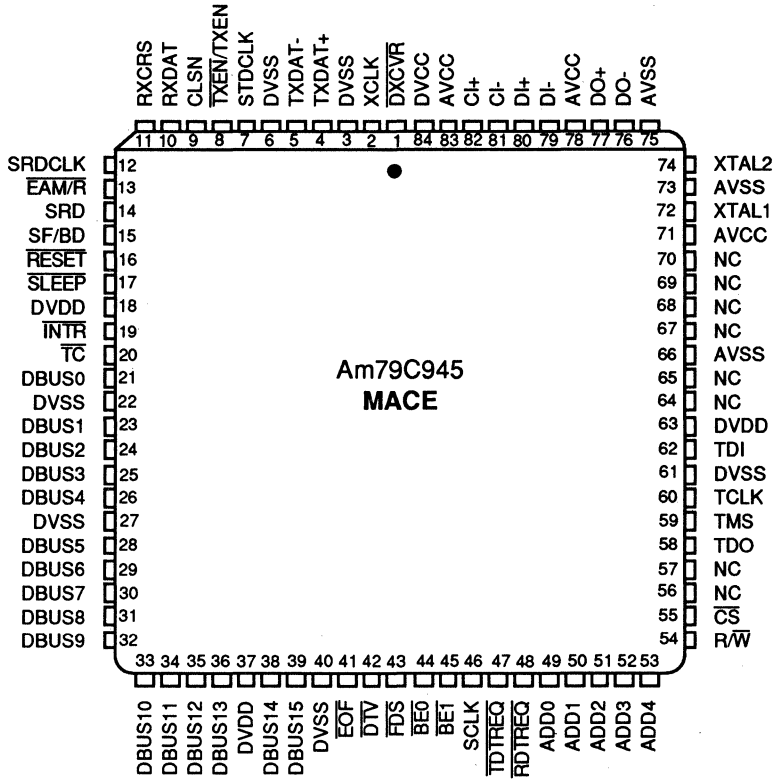 RXCRS RXDAT CLSN TXEN/TXEN STDCLK DVSS TXDAT- TXDAT+ DVSS XCLK DXCVR DVCC AVCC CI+ CI- DI+ DI- AVCC DO+ DO- AVSS
11 10 9 8 7 6 5 4 3 2 1 84 83 82 81 80 79 78 77 76 75
SRDCLK 12 74 XTAL2
EAM/R 13 73 AVSS
SRD 14 72 XTAL1
SF/BD 15 71 AVCC
RESET 16 70 NC
SLEEP 17 69 NC
DVDD 18 68 NC
INTR 19 67 NC
TC 20 66 AVSS
DBUS0 21 65 NC
DVSS 22 64 NC
DBUS1 23 63 DVDD
DBUS2 24 62 TDI
DBUS3 25 61 DVSS
DBUS4 26 60 TCLK
DVSS 27 59 TMS
DBUS5 28 58 TDO
DBUS6 29 57 NC
DBUS7 30 56 NC
DBUS8 31 55 CS
DBUS9 32 54 R/W
Am79C945
MACE
33 34 35 36 37 38 39 40 41 42 43 44 45 46 47 48 49 50 51 52 53
DBUS10 DBUS11 DBUS12 DBUS13 DVDD DBUS14 DBUS15 DVSS EOF DTV FDS BE0 BE1 SCLK TDTREQ RDTREQ ADD0 ADD1 ADD2 ADD3 ADD4